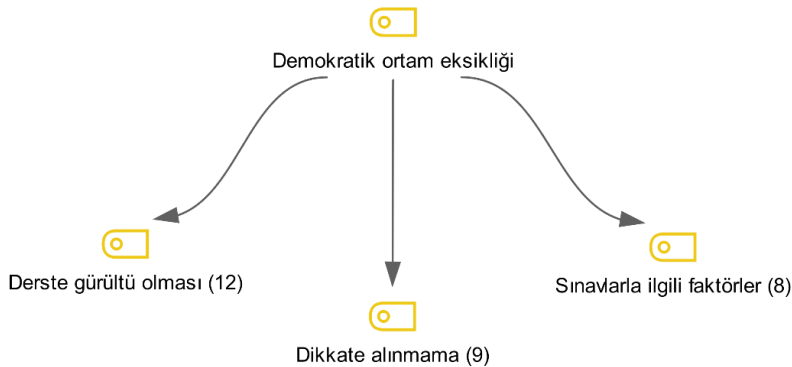 Demokratik ortam eksikliği
Derste gürültü olması (12)
Sınavlarla ilgili faktörler (8)
Dikkate alınmama (9)